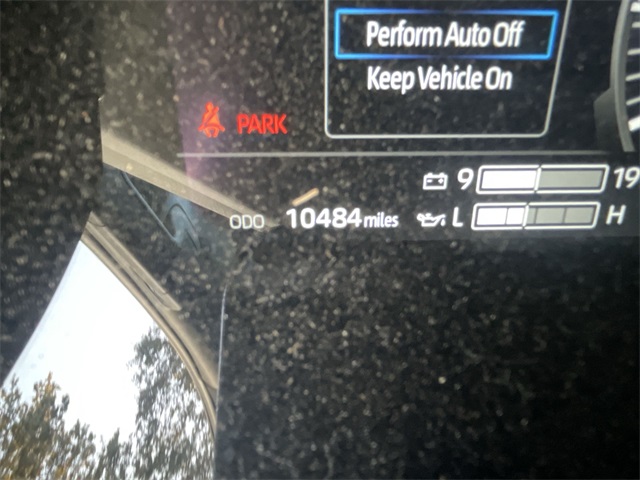 Perform Auto Off
Keep Vehicle On
PARK
9 19
ODO 10484 miles L H